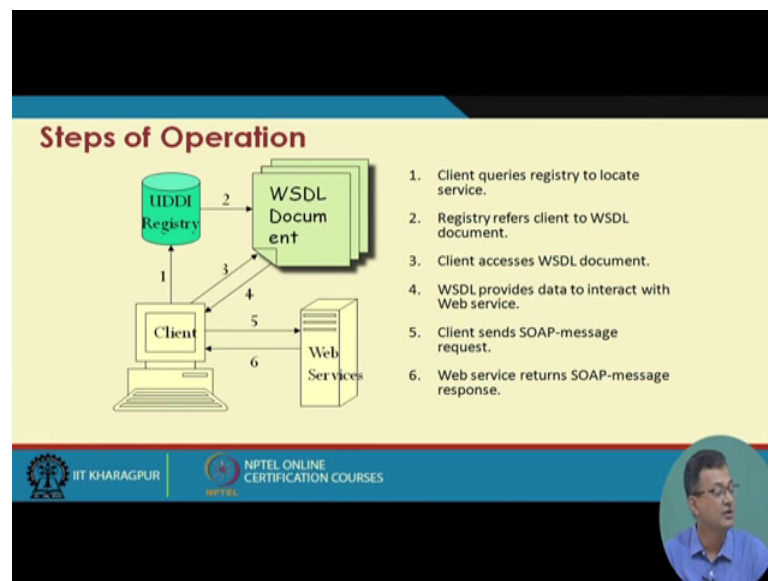 Steps of Operation
UDDI
Registry
2
WSDL
Docum
ent
1
3
4
Client
5
6
Web
Services
1. Client queries registry to locate
service.
2. Registry refers client to WSDL
document.
3. Client accesses WSDL document.
4. WSDL provides data to interact with
Web service.
5. Client sends SOAP-message
request.
6. Web service returns SOAP-message
response.
IIT KHARAGPUR
NPTEL
NPTEL ONLINE
CERTIFICATION COURSES